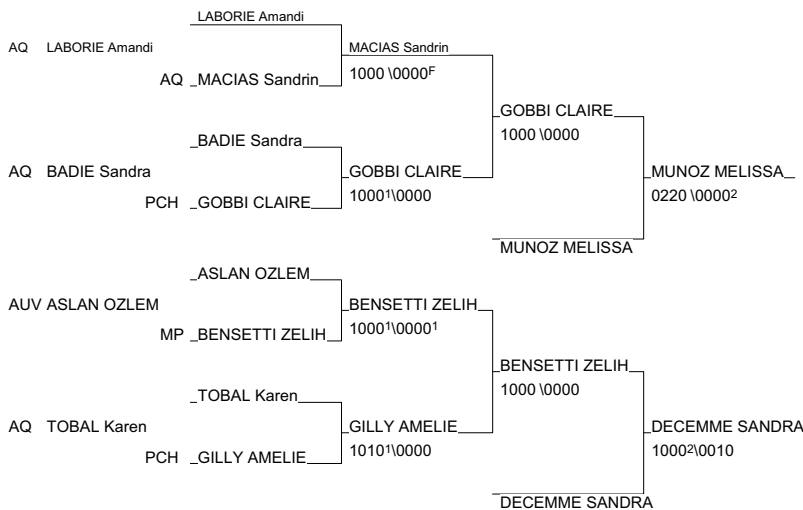 LABORIE Amandi
AQ LABORIE Amandi
MACIAS Sandrin
AQ MACIAS Sandrin
1000 \0000F
GOBBI CLAIRE
1000 \0000
BADIE Sandra
AQ BADIE Sandra
GOBBI CLAIRE
MUNOZ MELISSA
10001\0000
0220 \00002
PCH GOBBI CLAIRE
MUNOZ MELISSA
ASLAN OZLEM
AUV ASLAN OZLEM
BENSETTI ZELIH
MP BENSETTI ZELIH
10001\00001
BENSETTI ZELIH
1000 \0000
TOBAL Karen
AQ TOBAL Karen
GILLY AMELIE
DECEMME SANDRA
10101\0000
10002\0010
PCH GILLY AMELIE
DECEMME SANDRA